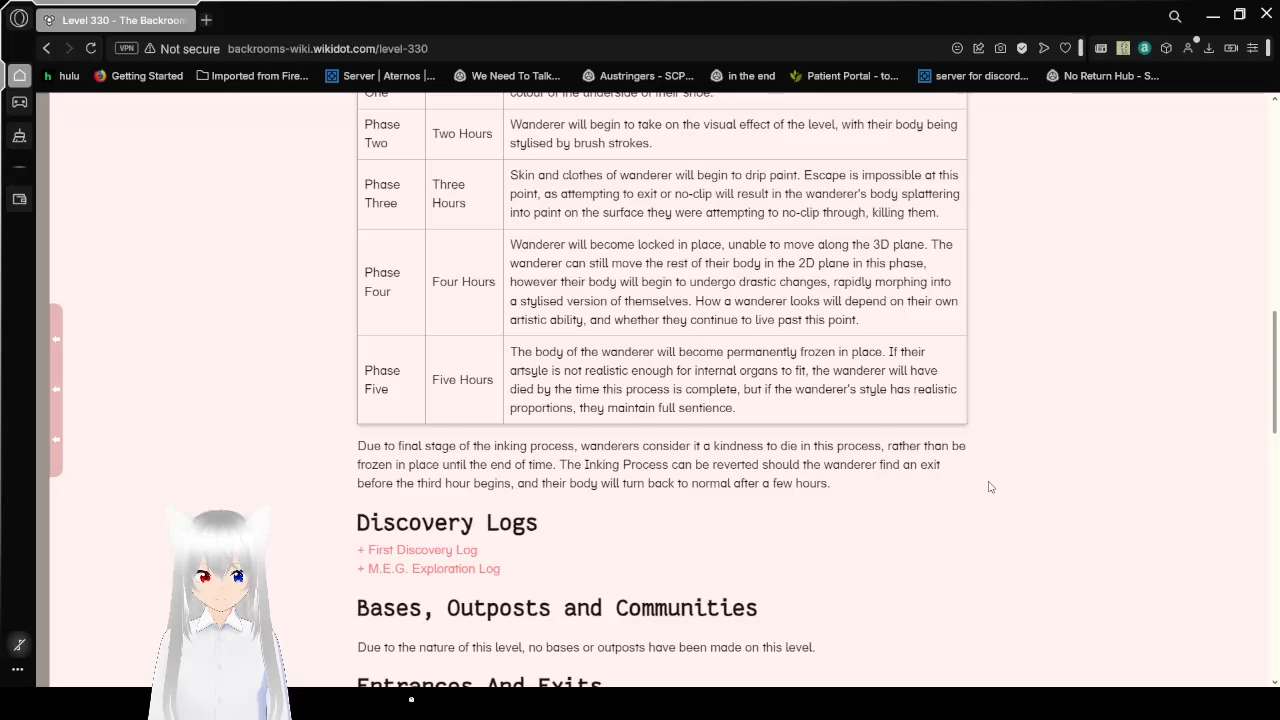 Level 330 - The Backroom
VPN
Not secure
backrooms-wiki.wikidot.com/level-330
hulu
Getting Started
Imported from Fire...
Server | Aternos |...
We Need To Talk...
Austringers - SCP...
in the end
Patient Portal - to...
server for discord...
No Return Hub - S...
One
colour of the underside of their shoe.
Phase
Two
Two Hours
Wanderer will begin to take on the visual effect of the level, with their body being
stylised by brush strokes.
Phase
Three
Three
Hours
Skin and clothes of wanderer will begin to drip paint. Escape is impossible at this
point, as attempting to exit or no-clip will result in the wanderer's body splattering
into paint on the surface they were attempting to no-clip through, killing them.
Phase
Four
Four Hours
Wanderer will become locked in place, unable to move along the 3D plane. The
wanderer can still move the rest of their body in the 2D plane in this phase,
however their body will begin to undergo drastic changes, rapidly morphing into
a stylised version of themselves. How a wanderer looks will depend on their own
artistic ability, and whether they continue to live past this point.
Phase
Five
Five Hours
The body of the wanderer will become permanently frozen in place. If their
artsyle is not realistic enough for internal organs to fit, the wanderer will have
died by the time this process is complete, but if the wanderer's style has realistic
proportions, they maintain full sentience.
Due to final stage of the inking process, wanderers consider it a kindness to die in this process, rather than be
frozen in place until the end of time. The Inking Process can be reverted should the wanderer find an exit
before the third hour begins, and their body will turn back to normal after a few hours.
Discovery Logs
+ First Discovery Log
+ M.E.G. Exploration Log
Bases, Outposts and Communities
Due to the nature of this level, no bases or outposts have been made on this level.
Entrances And Exits